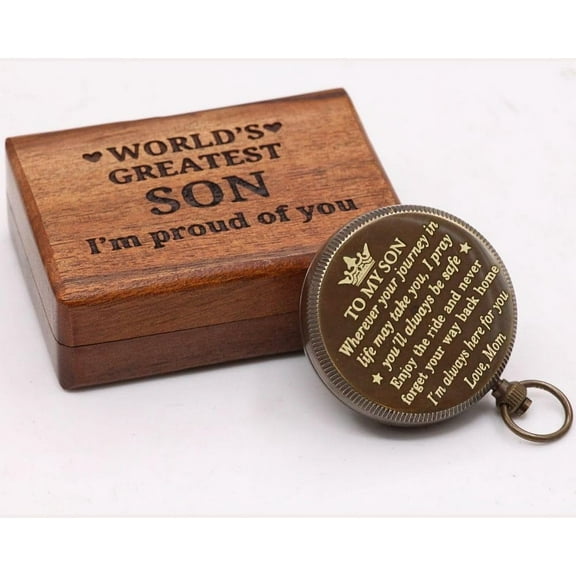 ♥WORLD'S♥
GREATEST
SON
I'm proud of you
TO MY SON
Wherever your journey in
life may take you, I pray
you'll always be safe
Enjoy the ride and never
forget your way back home
I'm always here for you
Love, Mom